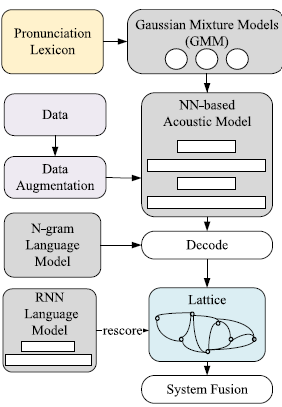 Pronunciation
Lexicon
Gaussian Mixture Models
(GMM)
Data
NN-based
Acoustic Model
Data
Augmentation
N-gram
Language
Model
Decode
RNN
Language
Model
rescore
Lattice
System Fusion